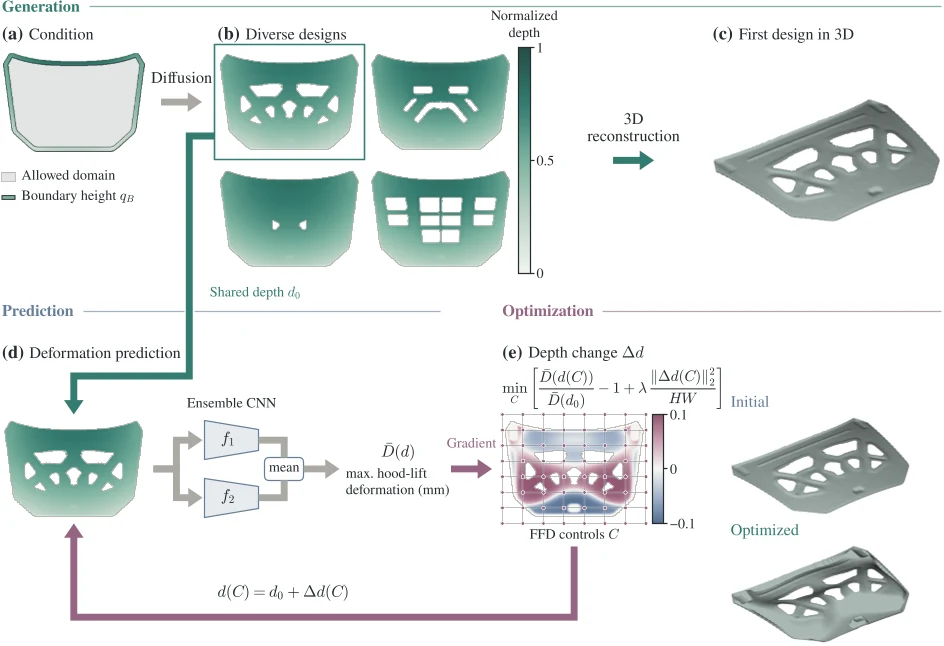 Generation
(a) Condition
(b) Diverse designs
Normalized
depth
(c) First design in 3D
Diffusion
1
0.5
0
3D
reconstruction
Allowed domain
Boundary height q_B
Shared depth d_0
Prediction
Optimization
(d) Deformation prediction
(e) Depth change Δd
min_C [ D̄(d(C)) / D̄(d_0) − 1 + λ ‖Δd(C)‖_2^2 / HW ]
Initial
Ensemble CNN
f_1
f_2
mean
D̄(d)
max. hood-lift
deformation (mm)
Gradient
0.1
0
−0.1
FFD controls C
Optimized
d(C) = d_0 + Δd(C)